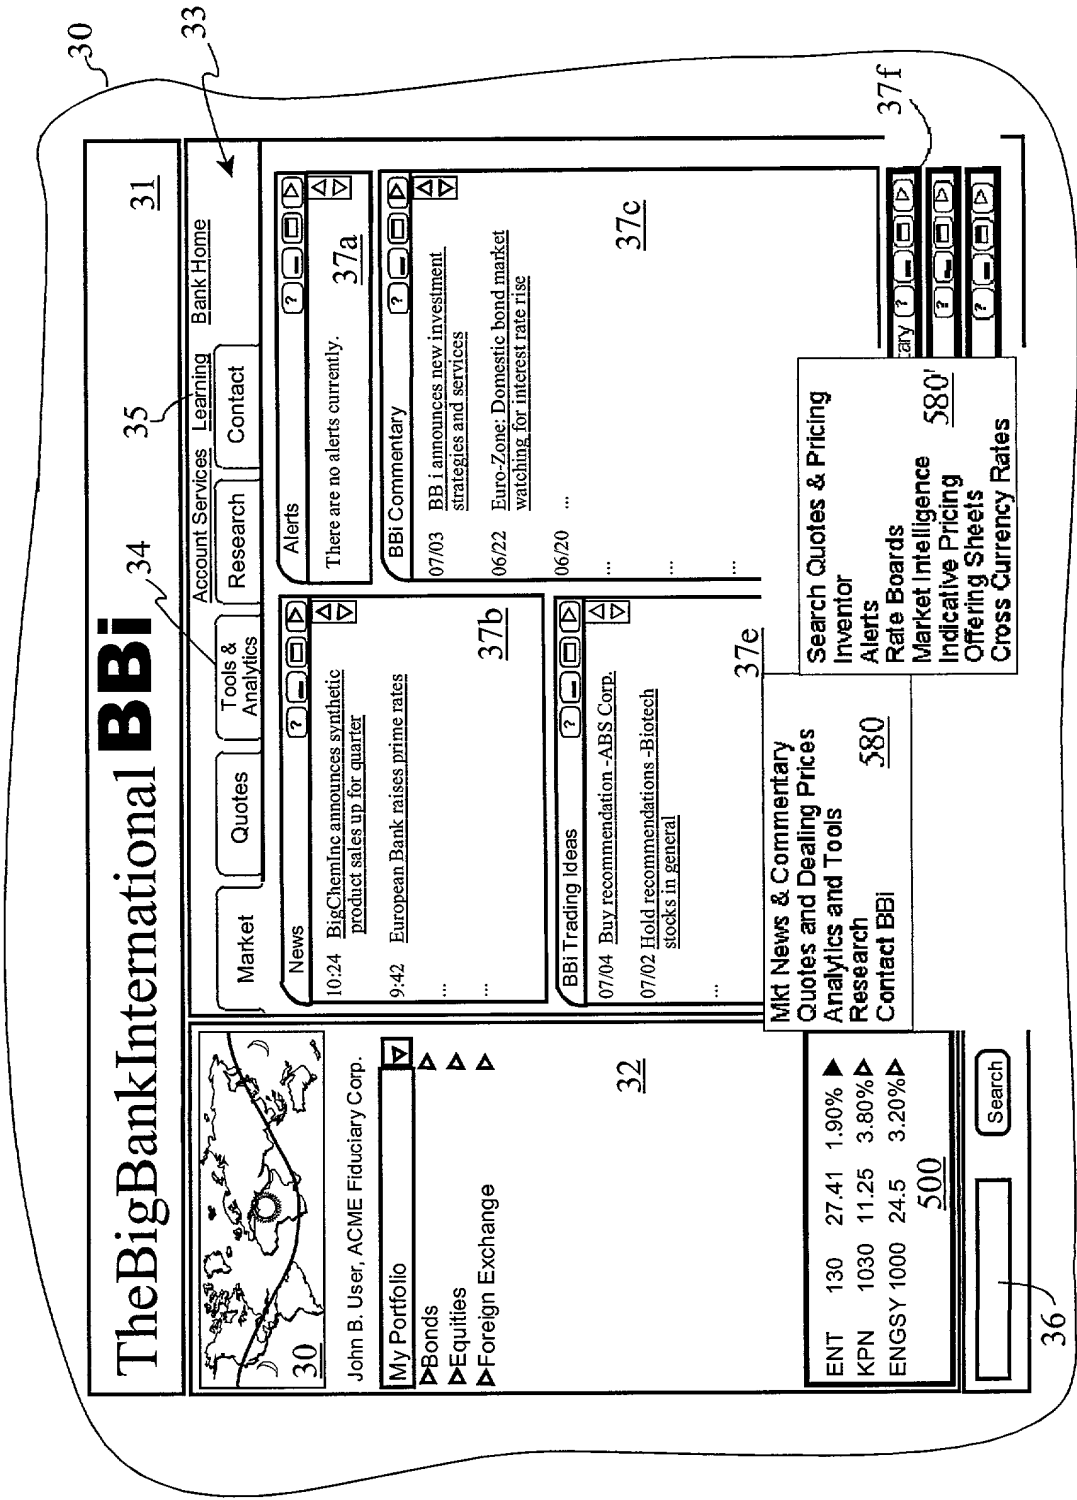 30
33
TheBigBankInternational BBi
31
34
35
Account Services Learning Bank Home
Market
Quotes
Tools &
Analytics
Research
Contact
30
John B. User, ACME Fiduciary Corp.
My Portfolio
Bonds
Equities
Foreign Exchange
32
ENT 130 27.41 1.90%
KPN 1030 11.25 3.80%
ENGSY 1000 24.5 3.20%
500
Search
36
News
?
10:24 BigChemInc announces synthetic
product sales up for quarter
9:42 European Bank raises prime rates
...
...
37b
Alerts
?
There are no alerts currently.
37a
BBi Trading Ideas
?
07/04 Buy recommendation -ABS Corp.
07/02 Hold recommendations -Biotech
stocks in general
...
37e
BBi Commentary
?
07/03 BB i announces new investment
strategies and services
06/22 Euro-Zone: Domestic bond market
watching for interest rate rise
06/20 ...
...
...
...
37c
tary ?
?
?
37f
Mkt News & Commentary
Quotes and Dealing Prices
Analytics and Tools
Research
Contact BBi
580
Search Quotes & Pricing
Inventor
Alerts
Rate Boards
Market Intelligence
Indicative Pricing
Offering Sheets
Cross Currency Rates
580'